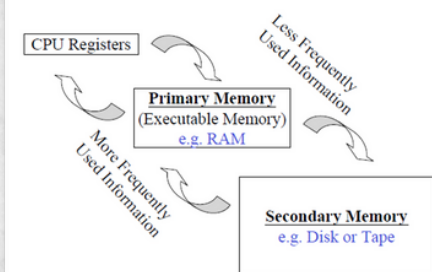 CPU Registers
Less Frequently
Used Information
Primary Memory
(Executable Memory)
e.g. RAM
More Frequently
Used Information
Secondary Memory
e.g. Disk or Tape